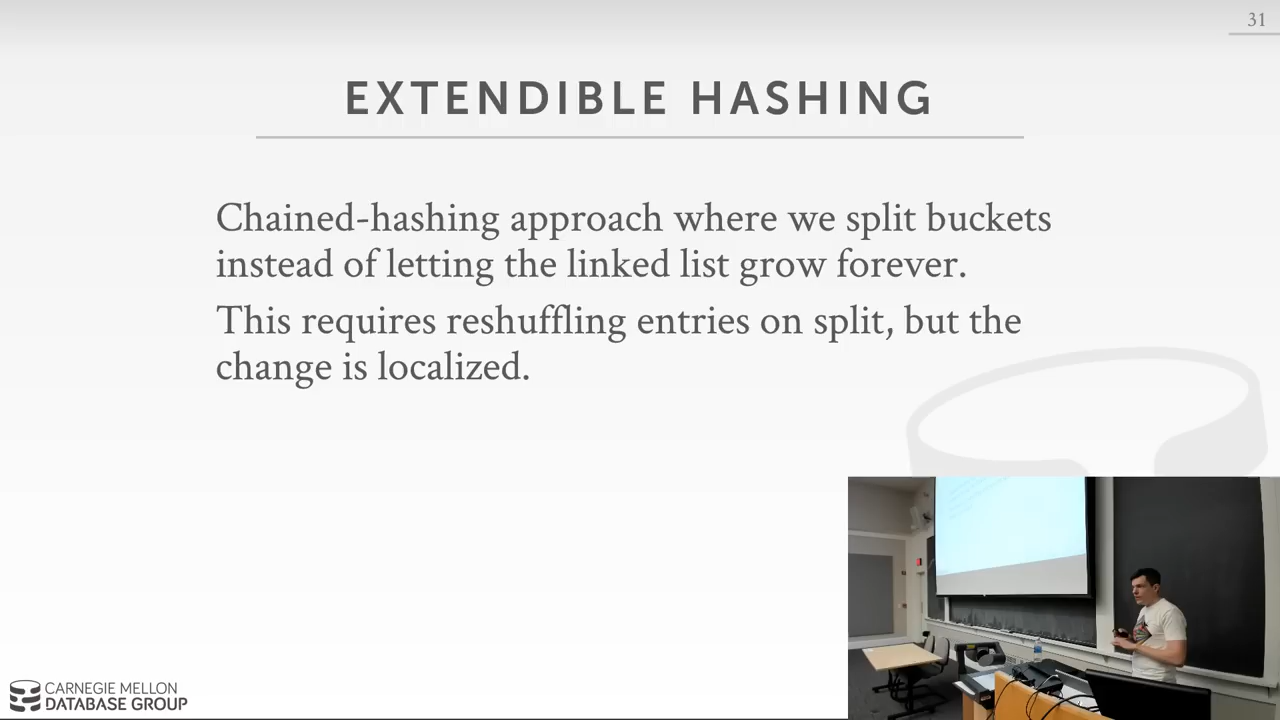 31
EXTENDIBLE HASHING
Chained-hashing approach where we split buckets
instead of letting the linked list grow forever.
This requires reshuffling entries on split, but the
change is localized.
CARNEGIE MELLON
DATABASE GROUP